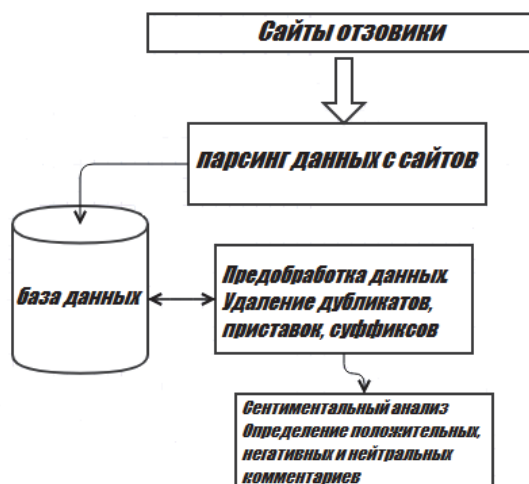 Сайты отзовики
парсинг данных с сайтов
база данных
Предобработка данных.
Удаление дубликатов,
приставок, суффиксов
Сентиментальный анализ
Определение положительных,
негативных и нейтральных
комментариев